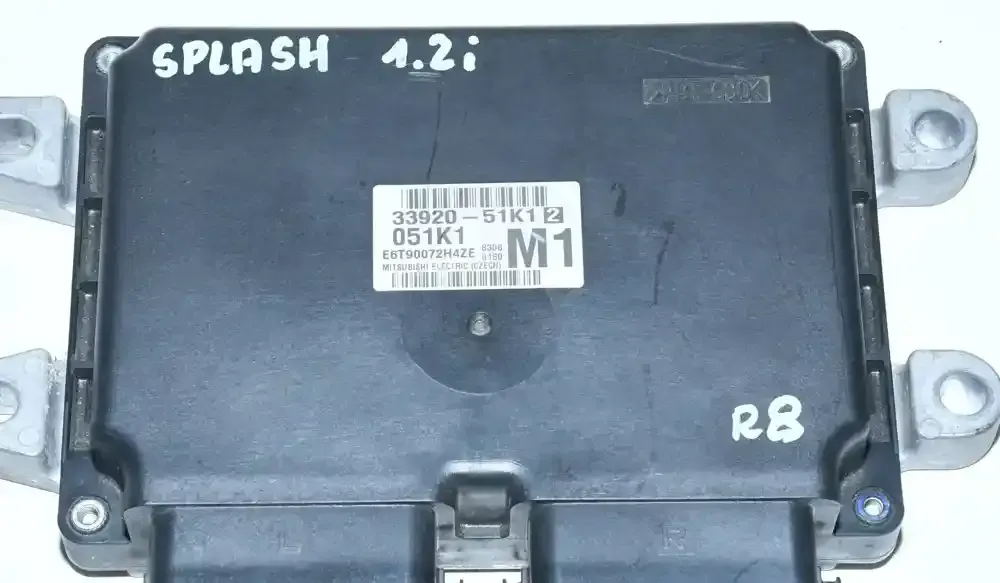 SPLASH 1.2i
33920-51K1 2
051K1
E6T90072H4ZE
M1
MITSUBISHI ELECTRIC (CZECH)
R8
L R